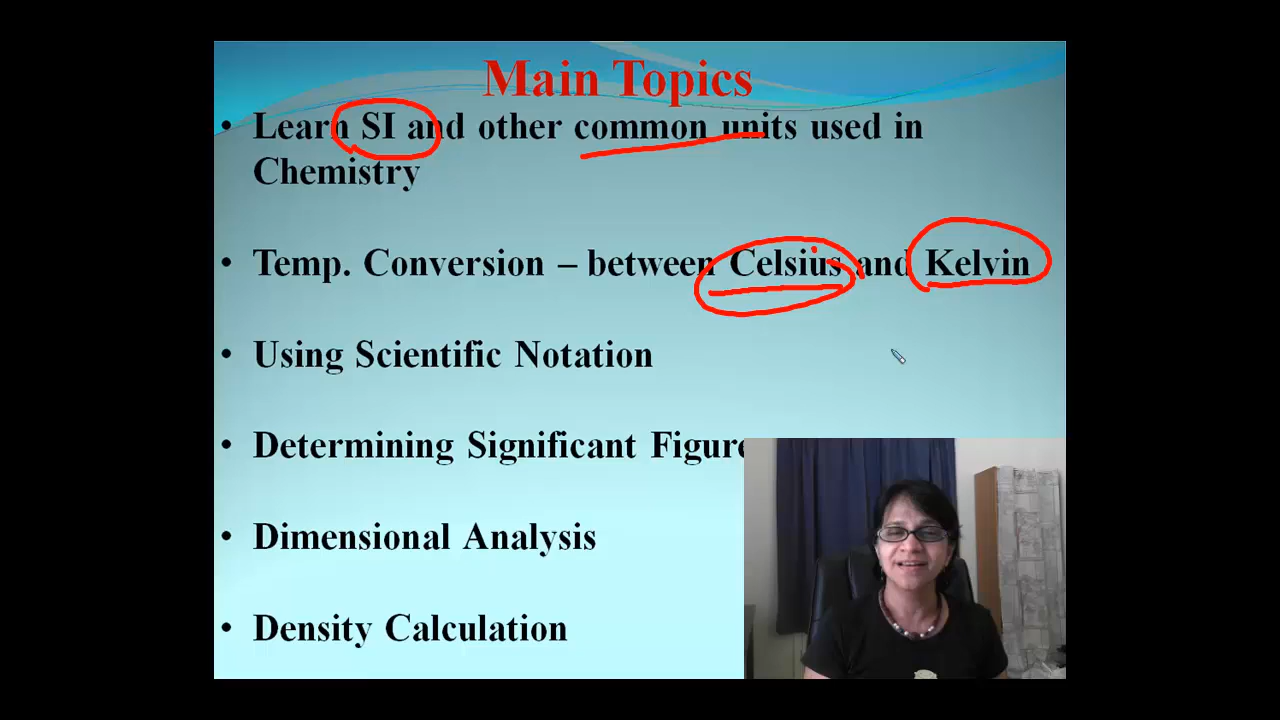 Main Topics
• Learn SI and other common units used in
Chemistry
• Temp. Conversion – between Celsius and Kelvin
• Using Scientific Notation
• Determining Significant Figure
• Dimensional Analysis
• Density Calculation